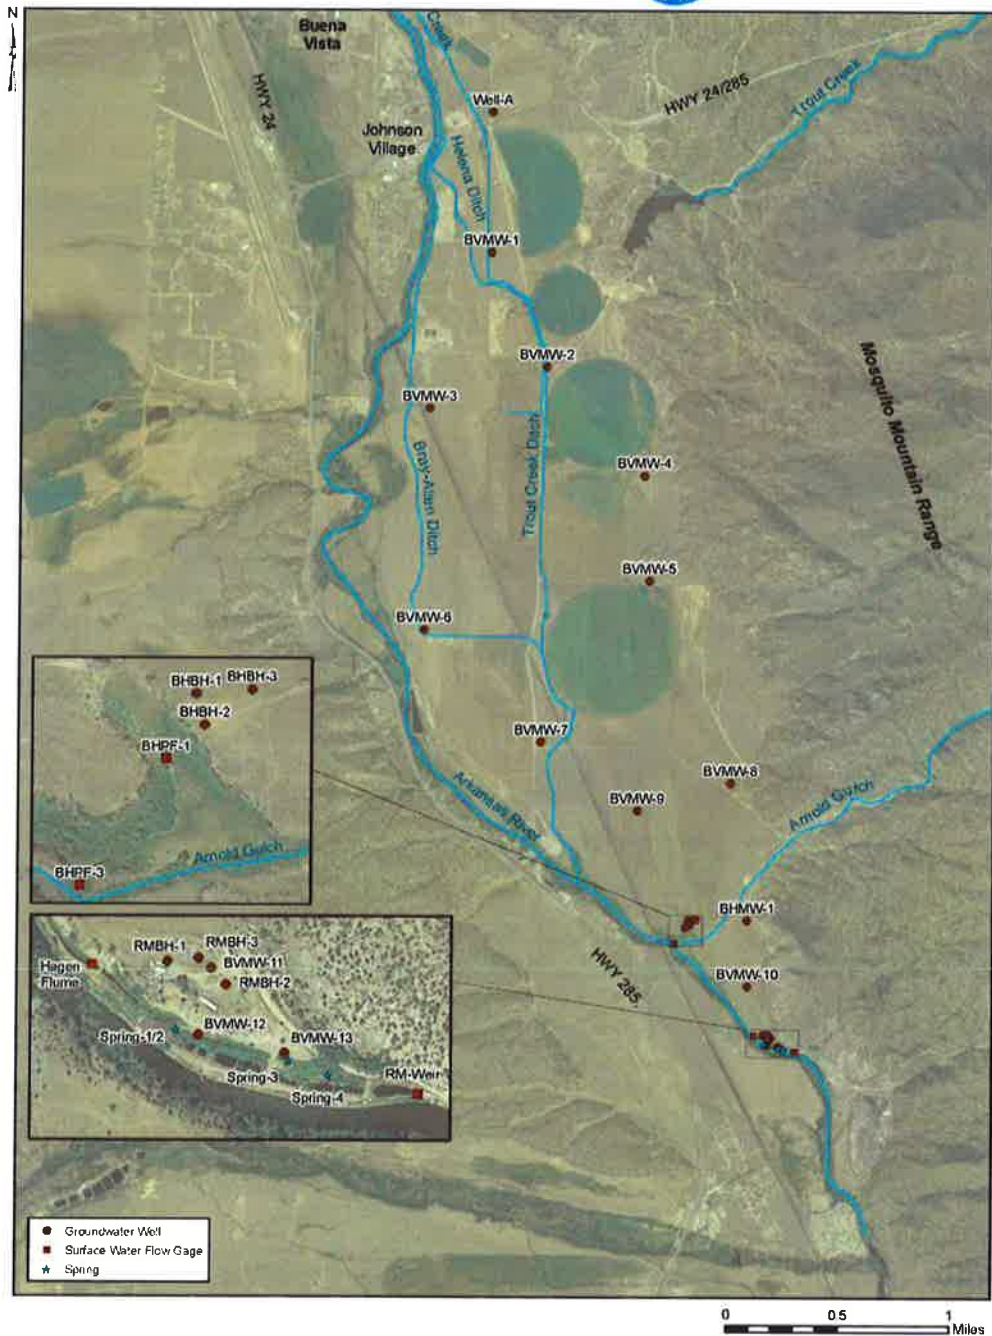 N
Buena
Vista
Creek
HWY 24
Well-A
HWY 24/285
Trout Creek
Johnson
Village
Helena Ditch
BVMW-1
BVMW-2
Mosquito Mountain Range
BVMW-3
Bray-Allen Ditch
Trout Creek Ditch
BVMW-4
BVMW-5
BVMW-6
BHBH-1
BHBH-3
BHBH-2
BHPF-1
Arnold Gulch
BHPF-3
BVMW-7
BVMW-8
Arkansas River
BVMW-9
Arnold Gulch
BHMW-1
HWY 285
BVMW-10
RMBH-1
RMBH-3
BVMW-11
RMBH-2
Hagen
Flume
BVMW-12
Spring-1/2
BVMW-13
Spring-3
RM-Weir
Spring-4
Groundwater Well
Surface Water Flow Gage
Spring
0
0.5
1
Miles